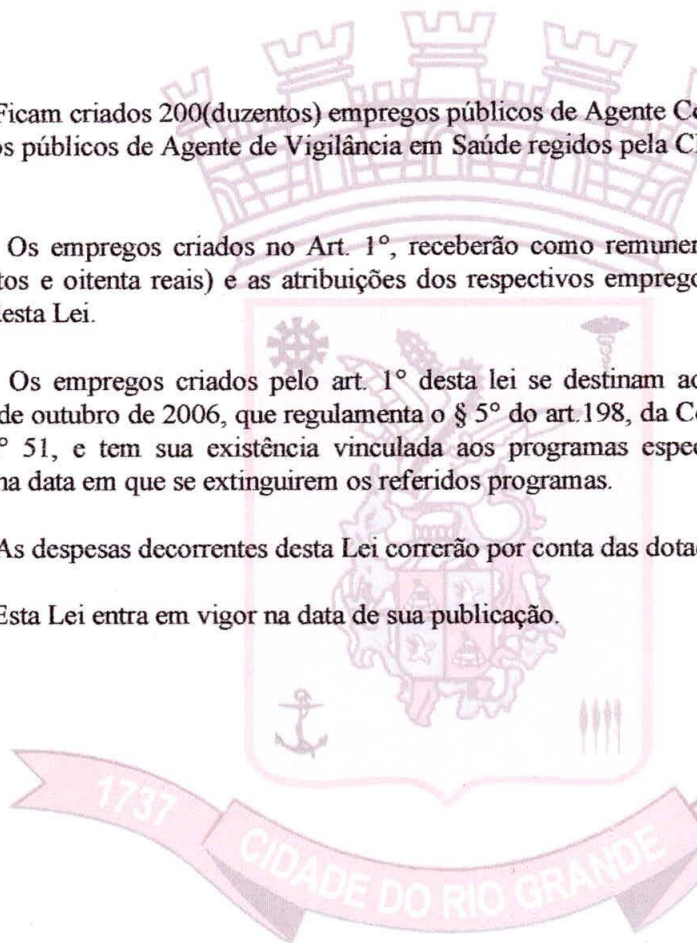 Ficam criados 200(duzentos) empregos públicos de Agente C
os públicos de Agente de Vigilância em Saúde regidos pela C
Os empregos criados no Art. 1°, receberão como remuner
tos e oitenta reais) e as atribuições dos respectivos emprego
desta Lei.
Os empregos criados pelo art. 1° desta lei se destinam ao
de outubro de 2006, que regulamenta o § 5° do art.198, da C
° 51, e tem sua existência vinculada aos programas espec
na data em que se extinguirem os referidos programas.
As despesas decorrentes desta Lei correrão por conta das dota
Esta Lei entra em vigor na data de sua publicação.
1737
CIDADE DO RIO GRANDE